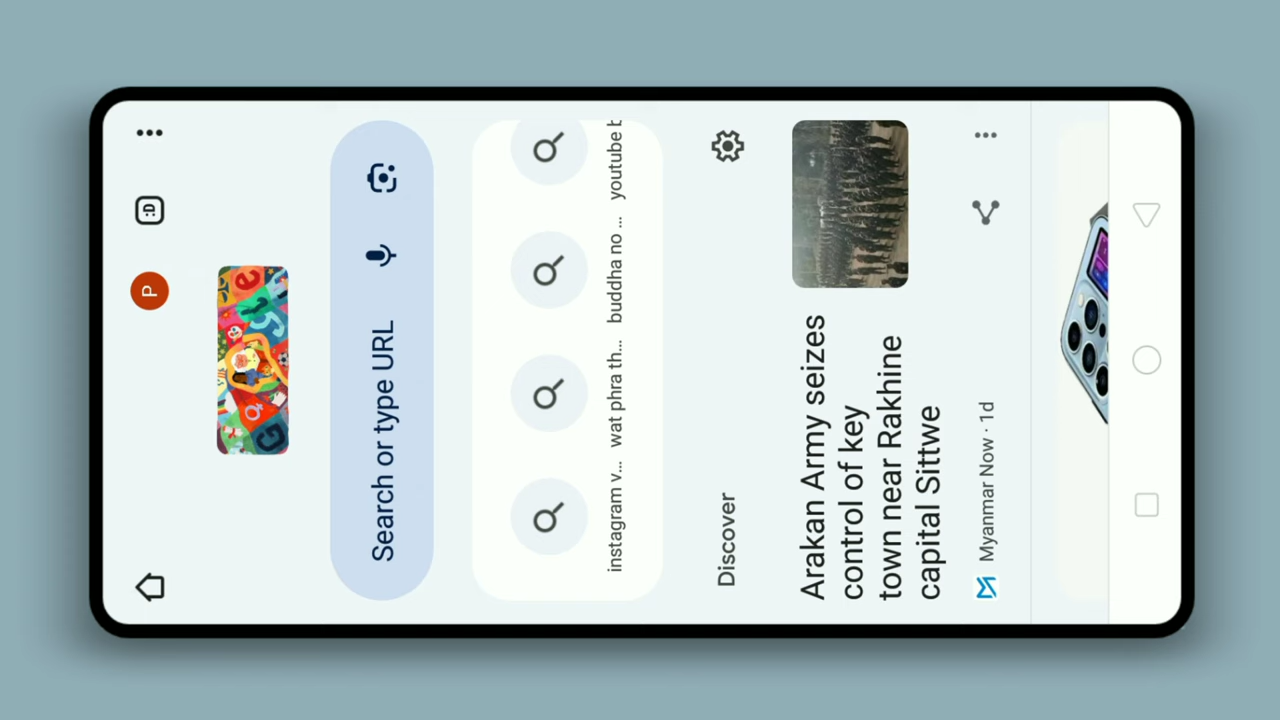 :D
P
Search or type URL
instagram v...
wat phra th...
buddha no ...
youtube t
Discover
Arakan Army seizes
control of key
town near Rakhine
capital Sittwe
Myanmar Now · 1d